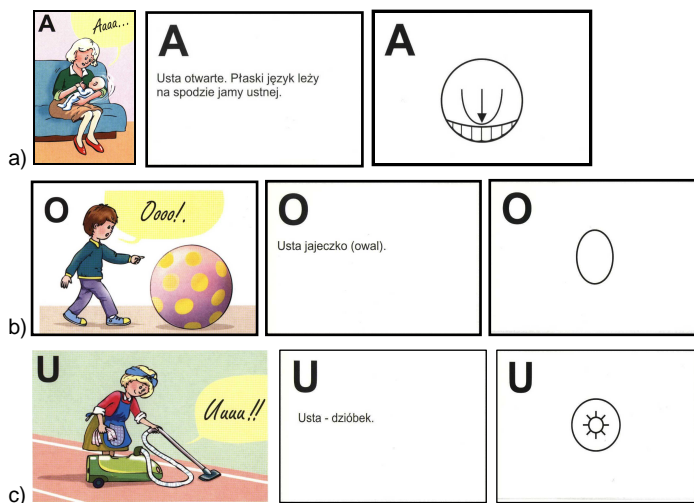 A
Aaaa...
A
Usta otwarte. Płaski język leży
na spodzie jamy ustnej.
A
a)
O
Oooo!.
O
Usta jajeczko (owal).
O
b)
U
Uuuu!!
U
Usta - dzióbek.
U
c)